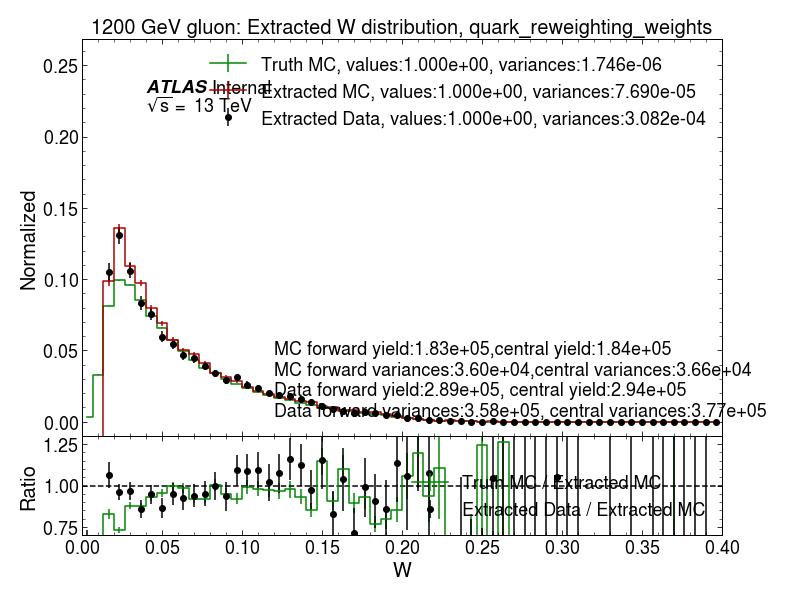 1200 GeV gluon: Extracted W distribution, quark_reweighting_weights
Truth MC, values:1.000e+00, variances:1.746e-06
ATLAS Internal
Extracted MC, values:1.000e+00, variances:7.690e-05
√s = 13 TeV
Extracted Data, values:1.000e+00, variances:3.082e-04
Normalized
0.25
0.20
0.15
0.10
0.05
0.00
MC forward yield:1.83e+05,central yield:1.84e+05
MC forward variances:3.60e+04,central variances:3.66e+04
Data forward yield:2.89e+05, central yield:2.94e+05
Data forward variances:3.58e+05, central variances:3.77e+05
Ratio
1.25
1.00
0.75
Truth MC / Extracted MC
Extracted Data / Extracted MC
0.00 0.05 0.10 0.15 0.20 0.25 0.30 0.35 0.40
W